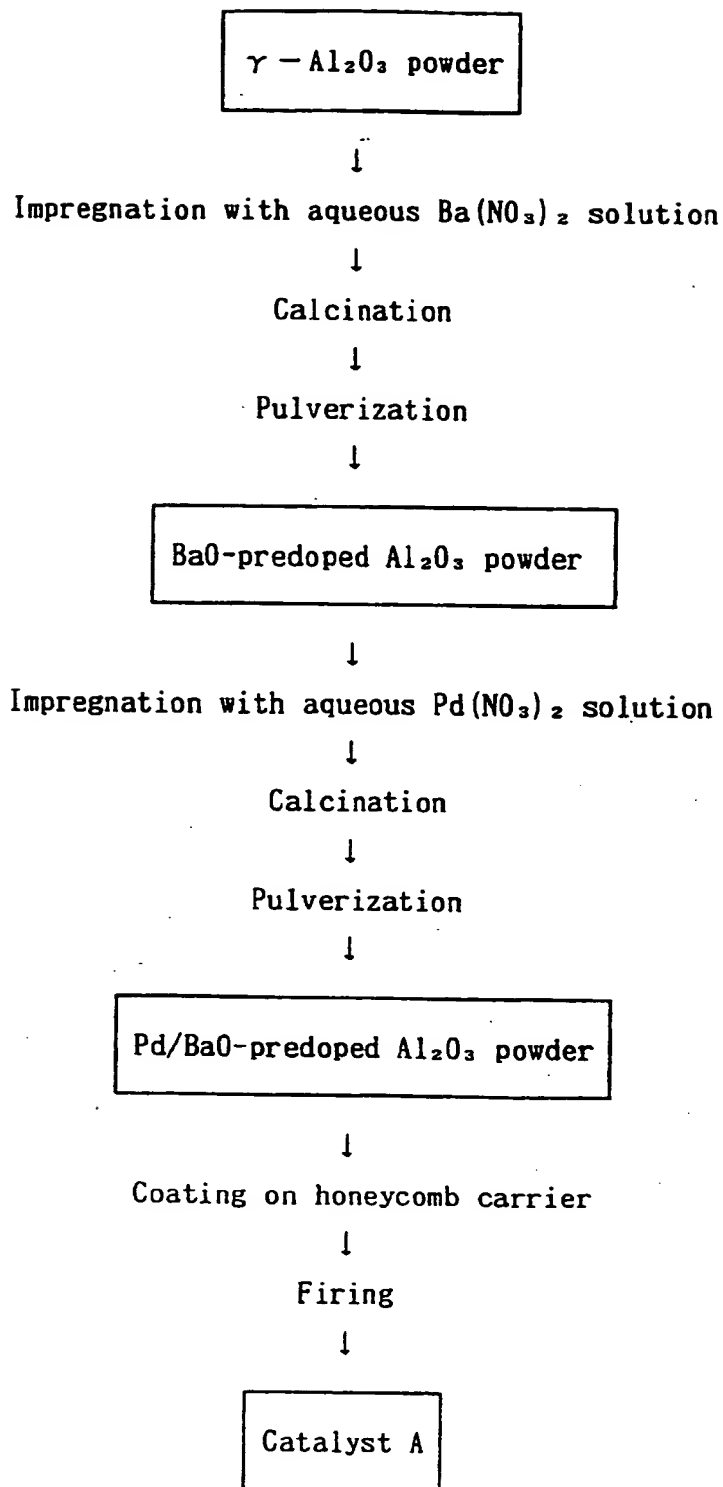 γ－Al₂O₃ powder
↓
Impregnation with aqueous Ba(NO₃)₂ solution
↓
Calcination
↓
Pulverization
↓
BaO-predoped Al₂O₃ powder
↓
Impregnation with aqueous Pd(NO₃)₂ solution
↓
Calcination
↓
Pulverization
↓
Pd/BaO-predoped Al₂O₃ powder
↓
Coating on honeycomb carrier
↓
Firing
↓
Catalyst A